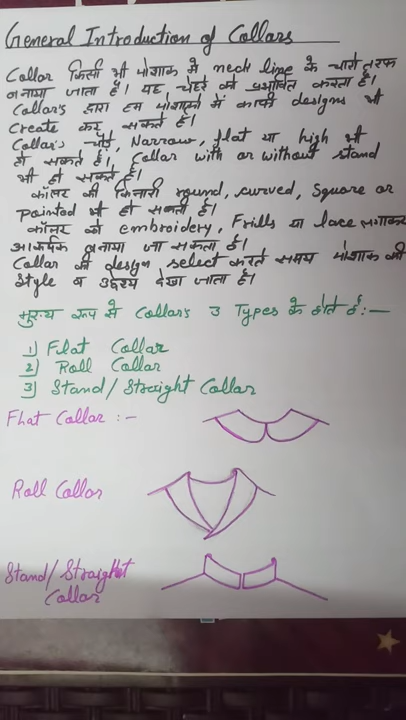 General Introduction of Collars
Collar किसी भी पोशाक में neck line के चारों तरफ
बनाया जाता है। यह चेहरे को प्रभावित करता है।
Collar's द्वारा हम पोशाक में काफी designs भी
Create कर सकते हैं।
Collar's चौड़े, Narrow, flat या high भी
हो सकते हैं। Collar with or without stand
भी हो सकते हैं।
कॉलर की किनारी round, curved, Square or
pointed भी हो सकती है।
कॉलर को embroidery, Frills या lace लगाकर
आकर्षक बनाया जा सकता है।
Collar की design select करते समय पोशाक की
Style व उद्देश्य देखा जाता है।
मुख्य रूप से Collar's 3 Types के होते हैं:—
1) Flat Collar
2) Roll Collar
3) Stand/Straight Collar
Flat Collar :-
Roll Collar
Stand/Straight
Collar